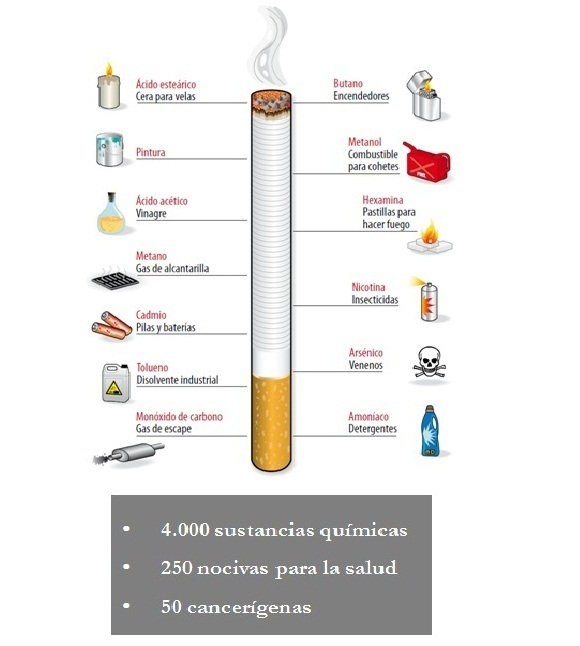 Ácido esteárico
Cera para velas
Pintura
Ácido acético
Vinagre
Metano
Gas de alcantarilla
Cadmio
Pilas y baterías
Tolueno
Disolvente industrial
Monóxido de carbono
Gas de escape
Butano
Encendedores
Metanol
Combustible
para cohetes
FUEL
Hexamina
Pastillas para
hacer fuego
Nicotina
Insecticidas
Arsénico
Venenos
Amoníaco
Detergentes
• 4.000 sustancias químicas
• 250 nocivas para la salud
• 50 cancerígenas